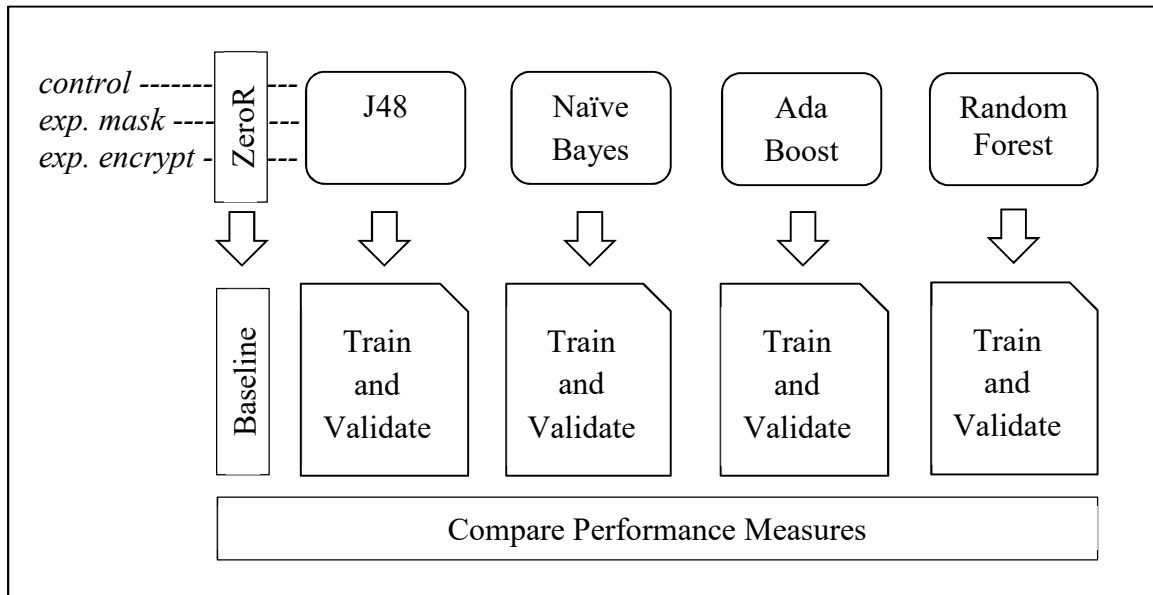 control
exp. mask
exp. encrypt
ZeroR
J48
Naïve
Bayes
Ada
Boost
Random
Forest
Baseline
Train
and
Validate
Train
and
Validate
Train
and
Validate
Train
and
Validate
Compare Performance Measures